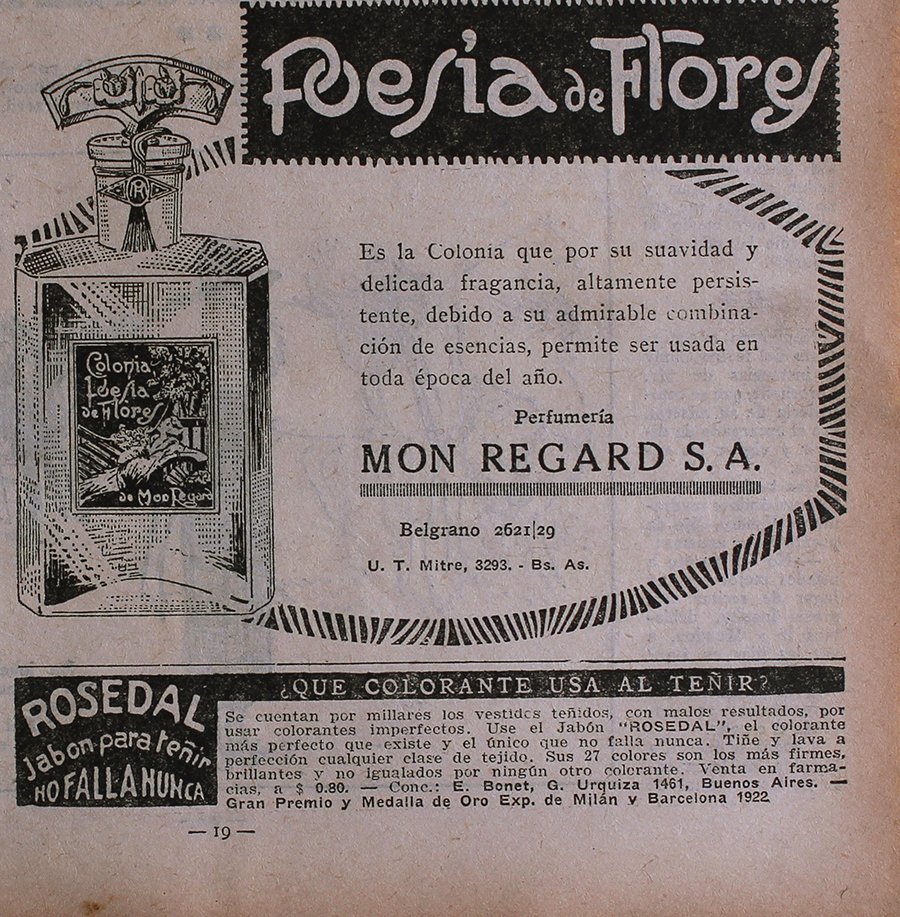 Poesia de Flores
MR
Es la Colonia que por su suavidad y
delicada fragancia, altamente persis-
tente, debido a su admirable combina-
ción de esencias, permite ser usada en
toda época del año.
Perfumería
MON REGARD S. A.
Belgrano 2621|29
U. T. Mitre, 3293. - Bs. As.
Colonia
Poesia
de Flores
de Mon Regard
ROSEDAL
Jabon para teñir
NO FALLA NUNCA
¿QUE COLORANTE USA AL TEÑIR?
Se cuentan por millares los vestidos teñidos, con malos resultados, por
usar colorantes imperfectos. Use el Jabón "ROSEDAL", el colorante
más perfecto que existe y el único que no falla nunca. Tiñe y lava a
perfección cualquier clase de tejido. Sus 27 colores son los más firmes,
brillantes y no igualados por ningún otro colorante. Venta en farma-
cias, a $ 0.80. — Conc.: E. Bonet, G. Urquiza 1461, Buenos Aires. —
Gran Premio y Medalla de Oro Exp. de Milán y Barcelona 1922
— 19 —